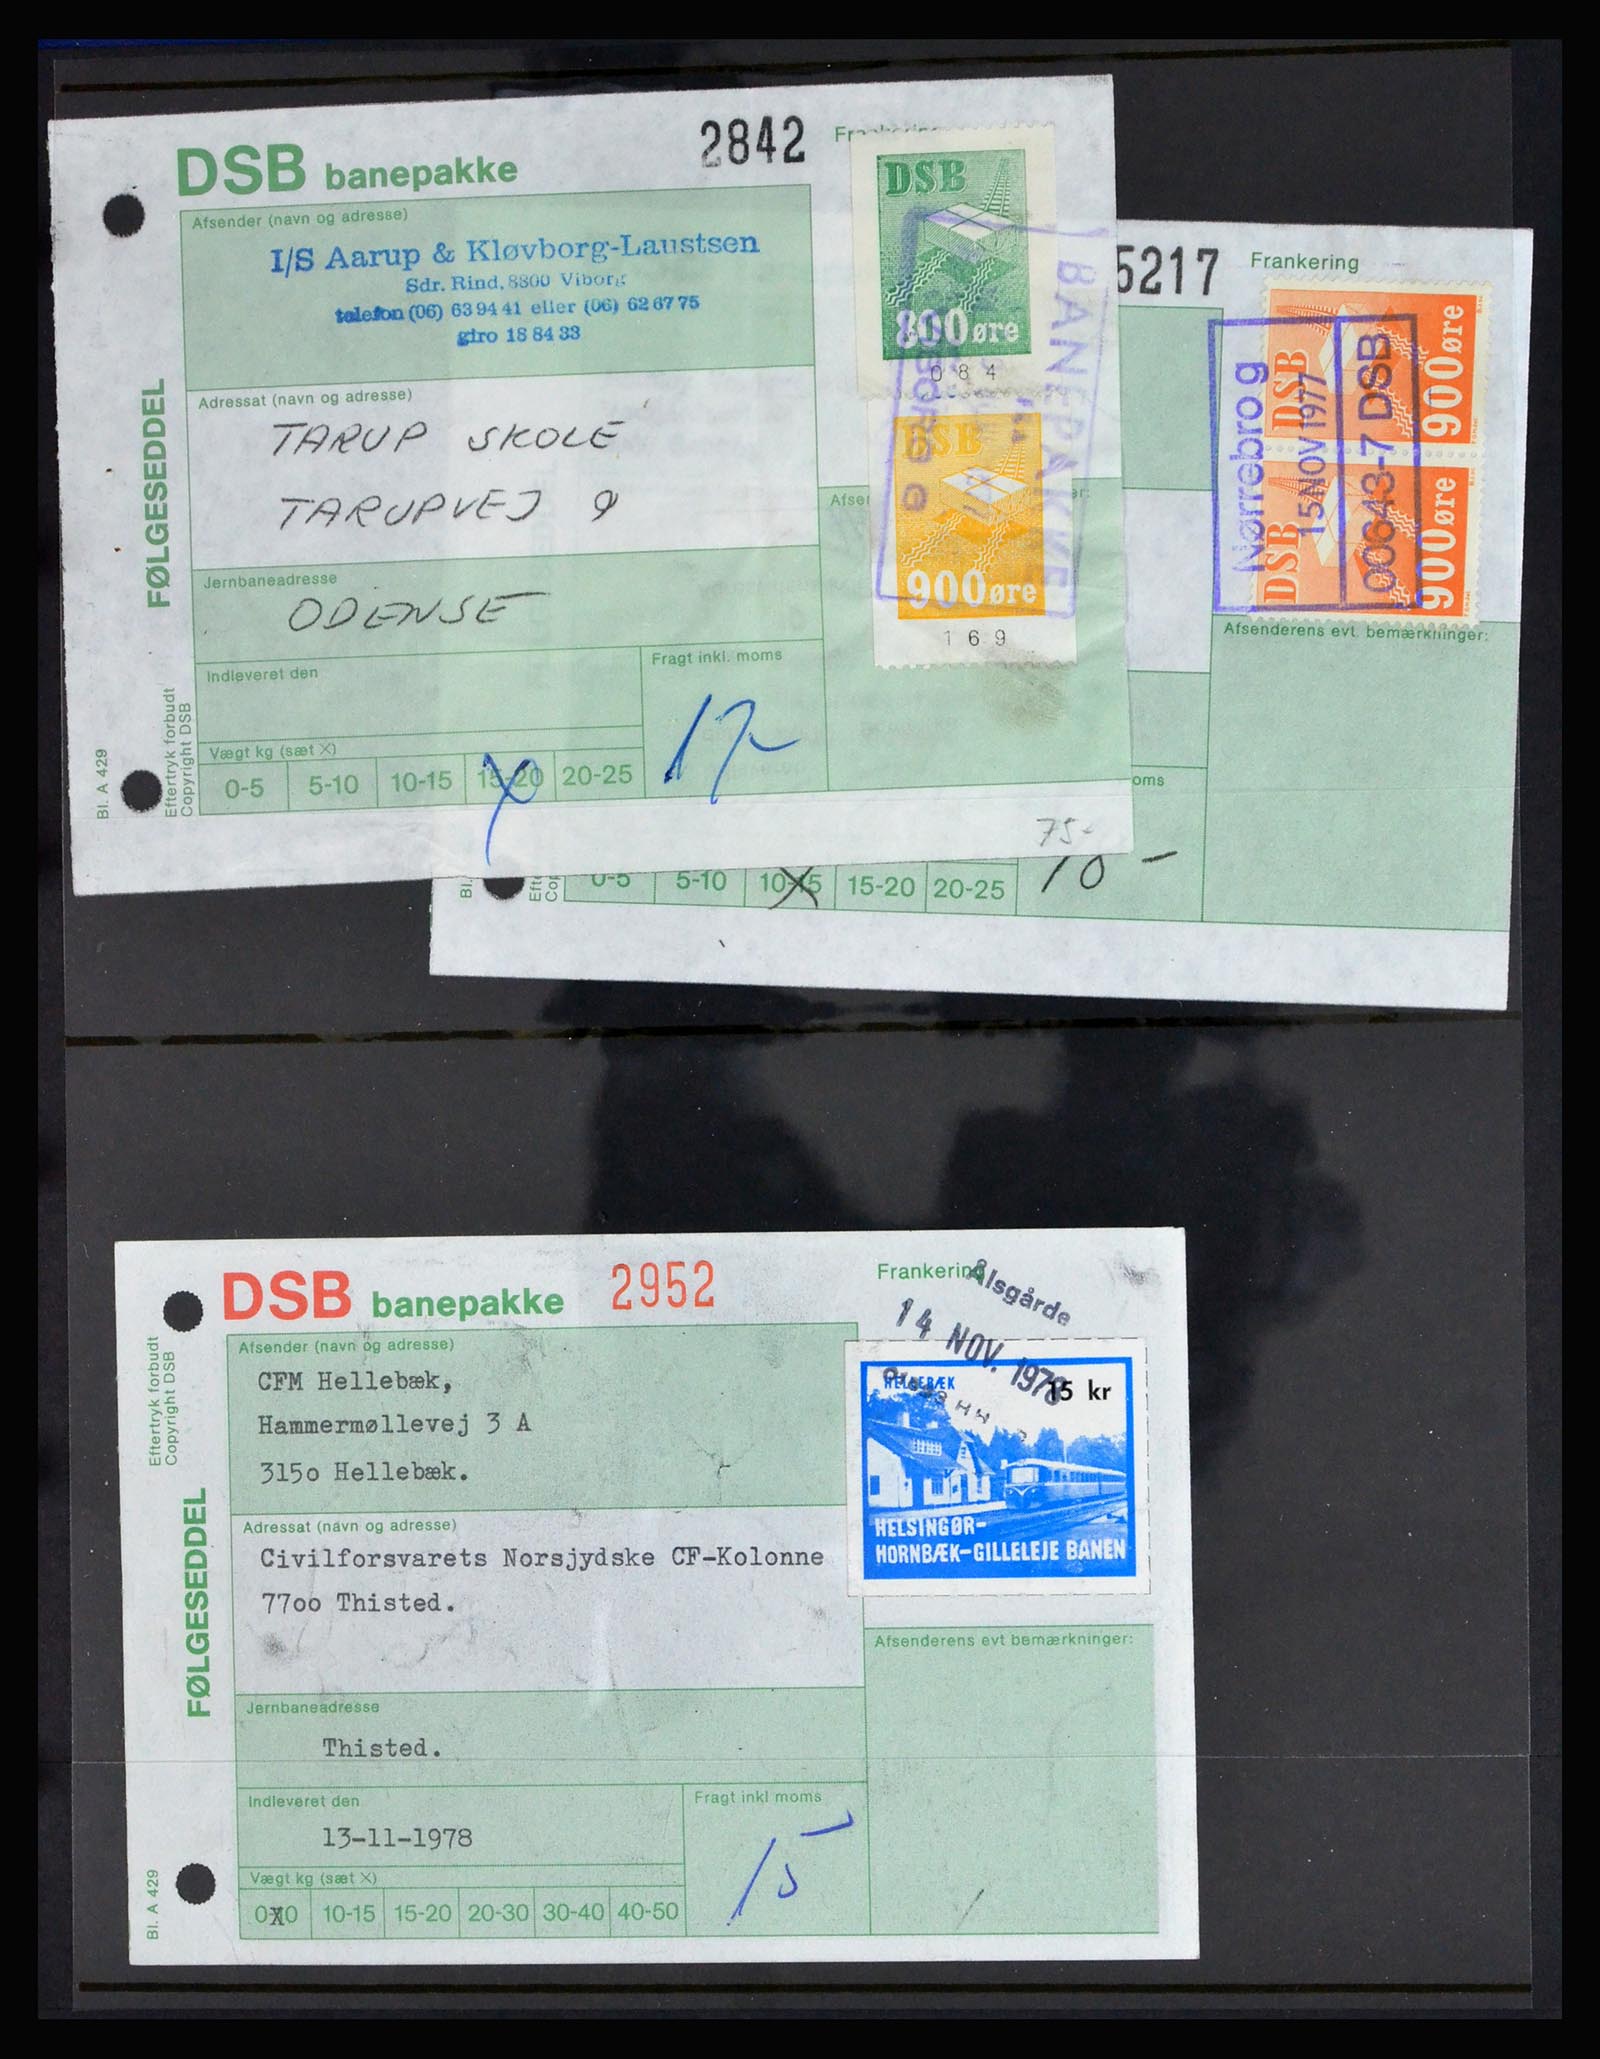 DSB banepakke
2842
Afsender (navn og adresse)
I/S Aarup & Kløvborg-Laustsen
Sdr. Rind, 8800 Viborg
telefon (06) 63 94 41 eller (06) 62 67 75
giro 18 84 33
Adressat (navn og adresse)
TARUP SKOLE
TARUPVEJ 9
Jernbaneadresse
ODENSE
Indleveret den
Fragt inkl. moms
17-
Vægt kg (sæt X)
0-5 5-10 10-15 15-20 20-25
FØLGESEDDEL
Eftertryk forbudt
Copyright DSB
Bl. A 429
DSB
800 øre
084
DSB
900 øre
169
BANEPAKKE
75-
5217
Frankering
DSB
900 øre
DSB
900 øre
Nørrebro g
15 NOV 1977
00643-7 DSB
Afsenderens evt. bemærkninger:
oms
0-5 5-10 10-15 15-20 20-25
10-
DSB banepakke
2952
Frankering
Ålsgårde
14 NOV. 1978
Afsender (navn og adresse)
CFM Hellebæk,
Hammermøllevej 3 A
315o Hellebæk.
HELLEBÆK
15 kr
HELSINGØR-
HORNBÆK-GILLELEJE BANEN
Adressat (navn og adresse)
Civilforsvarets Norsjydske CF-Kolonne
77oo Thisted.
Afsenderens evt bemærkninger:
Jernbaneadresse
Thisted.
Indleveret den
13-11-1978
Fragt inkl moms
15-
Vægt kg (sæt X)
0-10 10-15 15-20 20-30 30-40 40-50
Eftertryk forbudt
Copyright DSB
FØLGESEDDEL
Bl. A 429